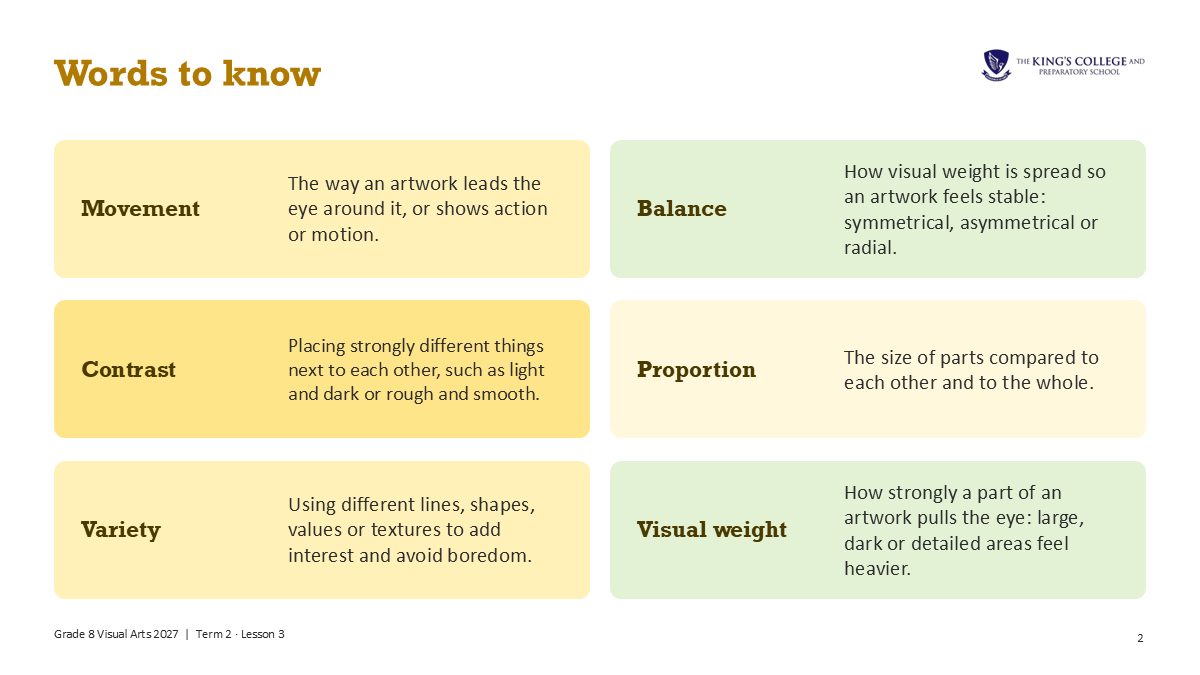 Words to know
THE KING'S COLLEGE AND
PREPARATORY SCHOOL
Movement
The way an artwork leads the
eye around it, or shows action
or motion.
Balance
How visual weight is spread so
an artwork feels stable:
symmetrical, asymmetrical or
radial.
Contrast
Placing strongly different things
next to each other, such as light
and dark or rough and smooth.
Proportion
The size of parts compared to
each other and to the whole.
Variety
Using different lines, shapes,
values or textures to add
interest and avoid boredom.
Visual weight
How strongly a part of an
artwork pulls the eye: large,
dark or detailed areas feel
heavier.
Grade 8 Visual Arts 2027 | Term 2 · Lesson 3
2